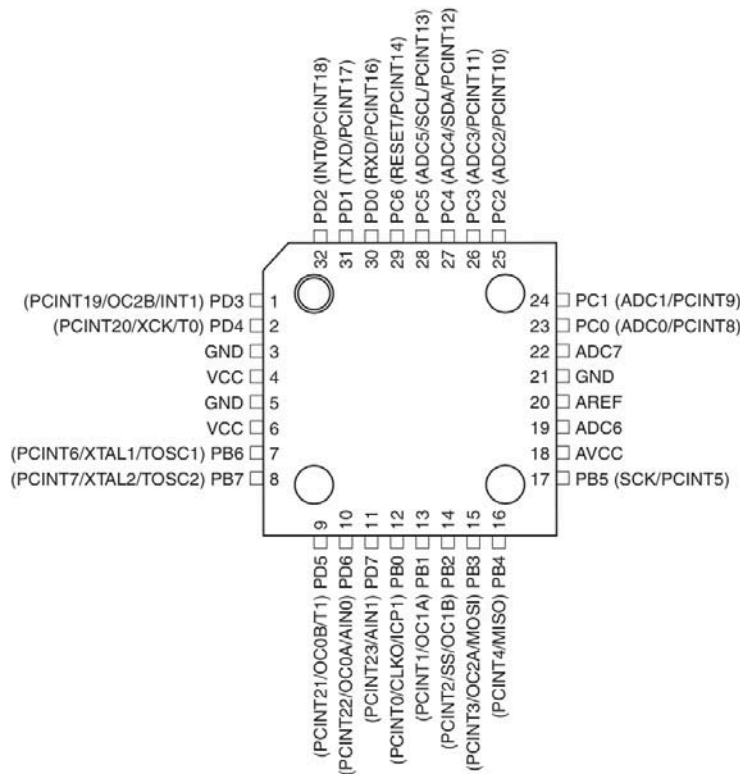 PD2 (INT0/PCINT18)
PD1 (TXD/PCINT17)
PD0 (RXD/PCINT16)
PC6 (RESET/PCINT14)
PC5 (ADC5/SCL/PCINT13)
PC4 (ADC4/SDA/PCINT12)
PC3 (ADC3/PCINT11)
PC2 (ADC2/PCINT10)
32
31
30
29
28
27
26
25
(PCINT19/OC2B/INT1) PD3 1
(PCINT20/XCK/T0) PD4 2
GND 3
VCC 4
GND 5
VCC 6
(PCINT6/XTAL1/TOSC1) PB6 7
(PCINT7/XTAL2/TOSC2) PB7 8
24 PC1 (ADC1/PCINT9)
23 PC0 (ADC0/PCINT8)
22 ADC7
21 GND
20 AREF
19 ADC6
18 AVCC
17 PB5 (SCK/PCINT5)
9
10
11
12
13
14
15
16
(PCINT21/OC0B/T1) PD5
(PCINT22/OC0A/AIN0) PD6
(PCINT23/AIN1) PD7
(PCINT0/CLKO/ICP1) PB0
(PCINT1/OC1A) PB1
(PCINT2/SS/OC1B) PB2
(PCINT3/OC2A/MOSI) PB3
(PCINT4/MISO) PB4